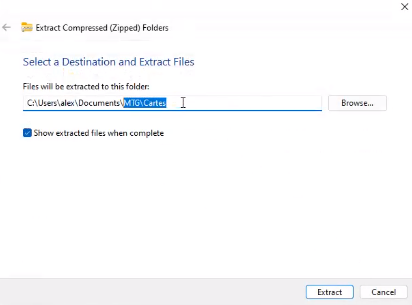 Extract Compressed (Zipped) Folders
Select a Destination and Extract Files
Files will be extracted to this folder:
C:\Users\alex\Documents\MTG\Cartes
Browse...
Show extracted files when complete
Extract
Cancel